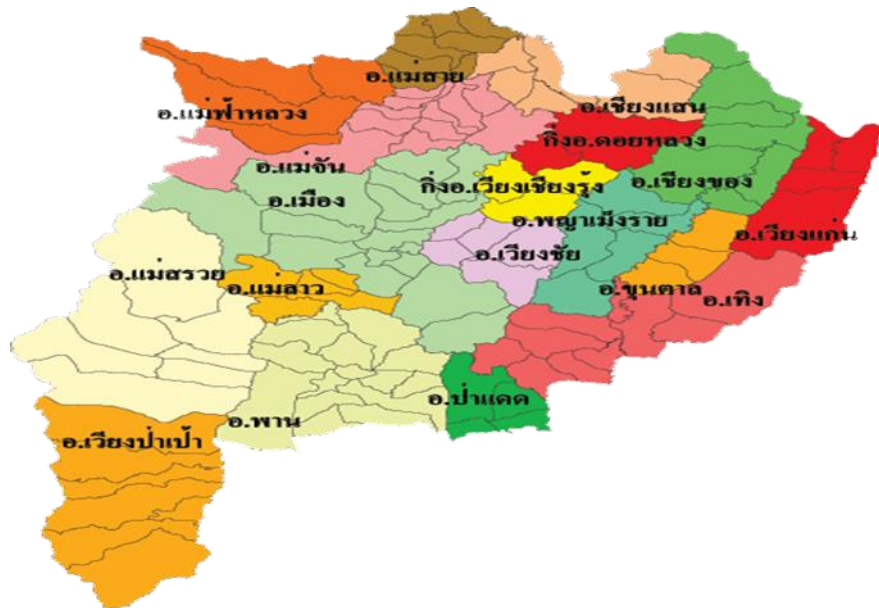 อ.แม่สาย
อ.แม่ฟ้าหลวง
อ.เชียงแสน
กิ่งอ.ดอยหลวง
อ.แม่จัน
กิ่งอ.เวียงเชียงรุ้ง
อ.เชียงของ
อ.เมือง
อ.พญาเม็งราย
อ.เวียงแก่น
อ.เวียงชัย
อ.แม่สรวย
อ.แม่ลาว
อ.ขุนตาล
อ.เทิง
อ.ป่าแดด
อ.พาน
อ.เวียงป่าเป้า